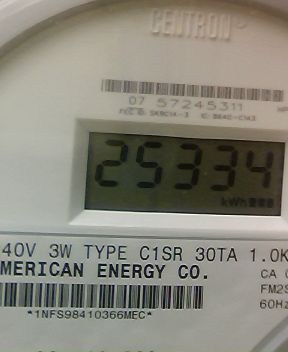 CENTRON
07 57245311
25334
kWh
40V 3W TYPE C1SR 30TA 1.0K
MERICAN ENERGY CO.
CA
FM2S
60Hz
*1NFS98410366MEC*